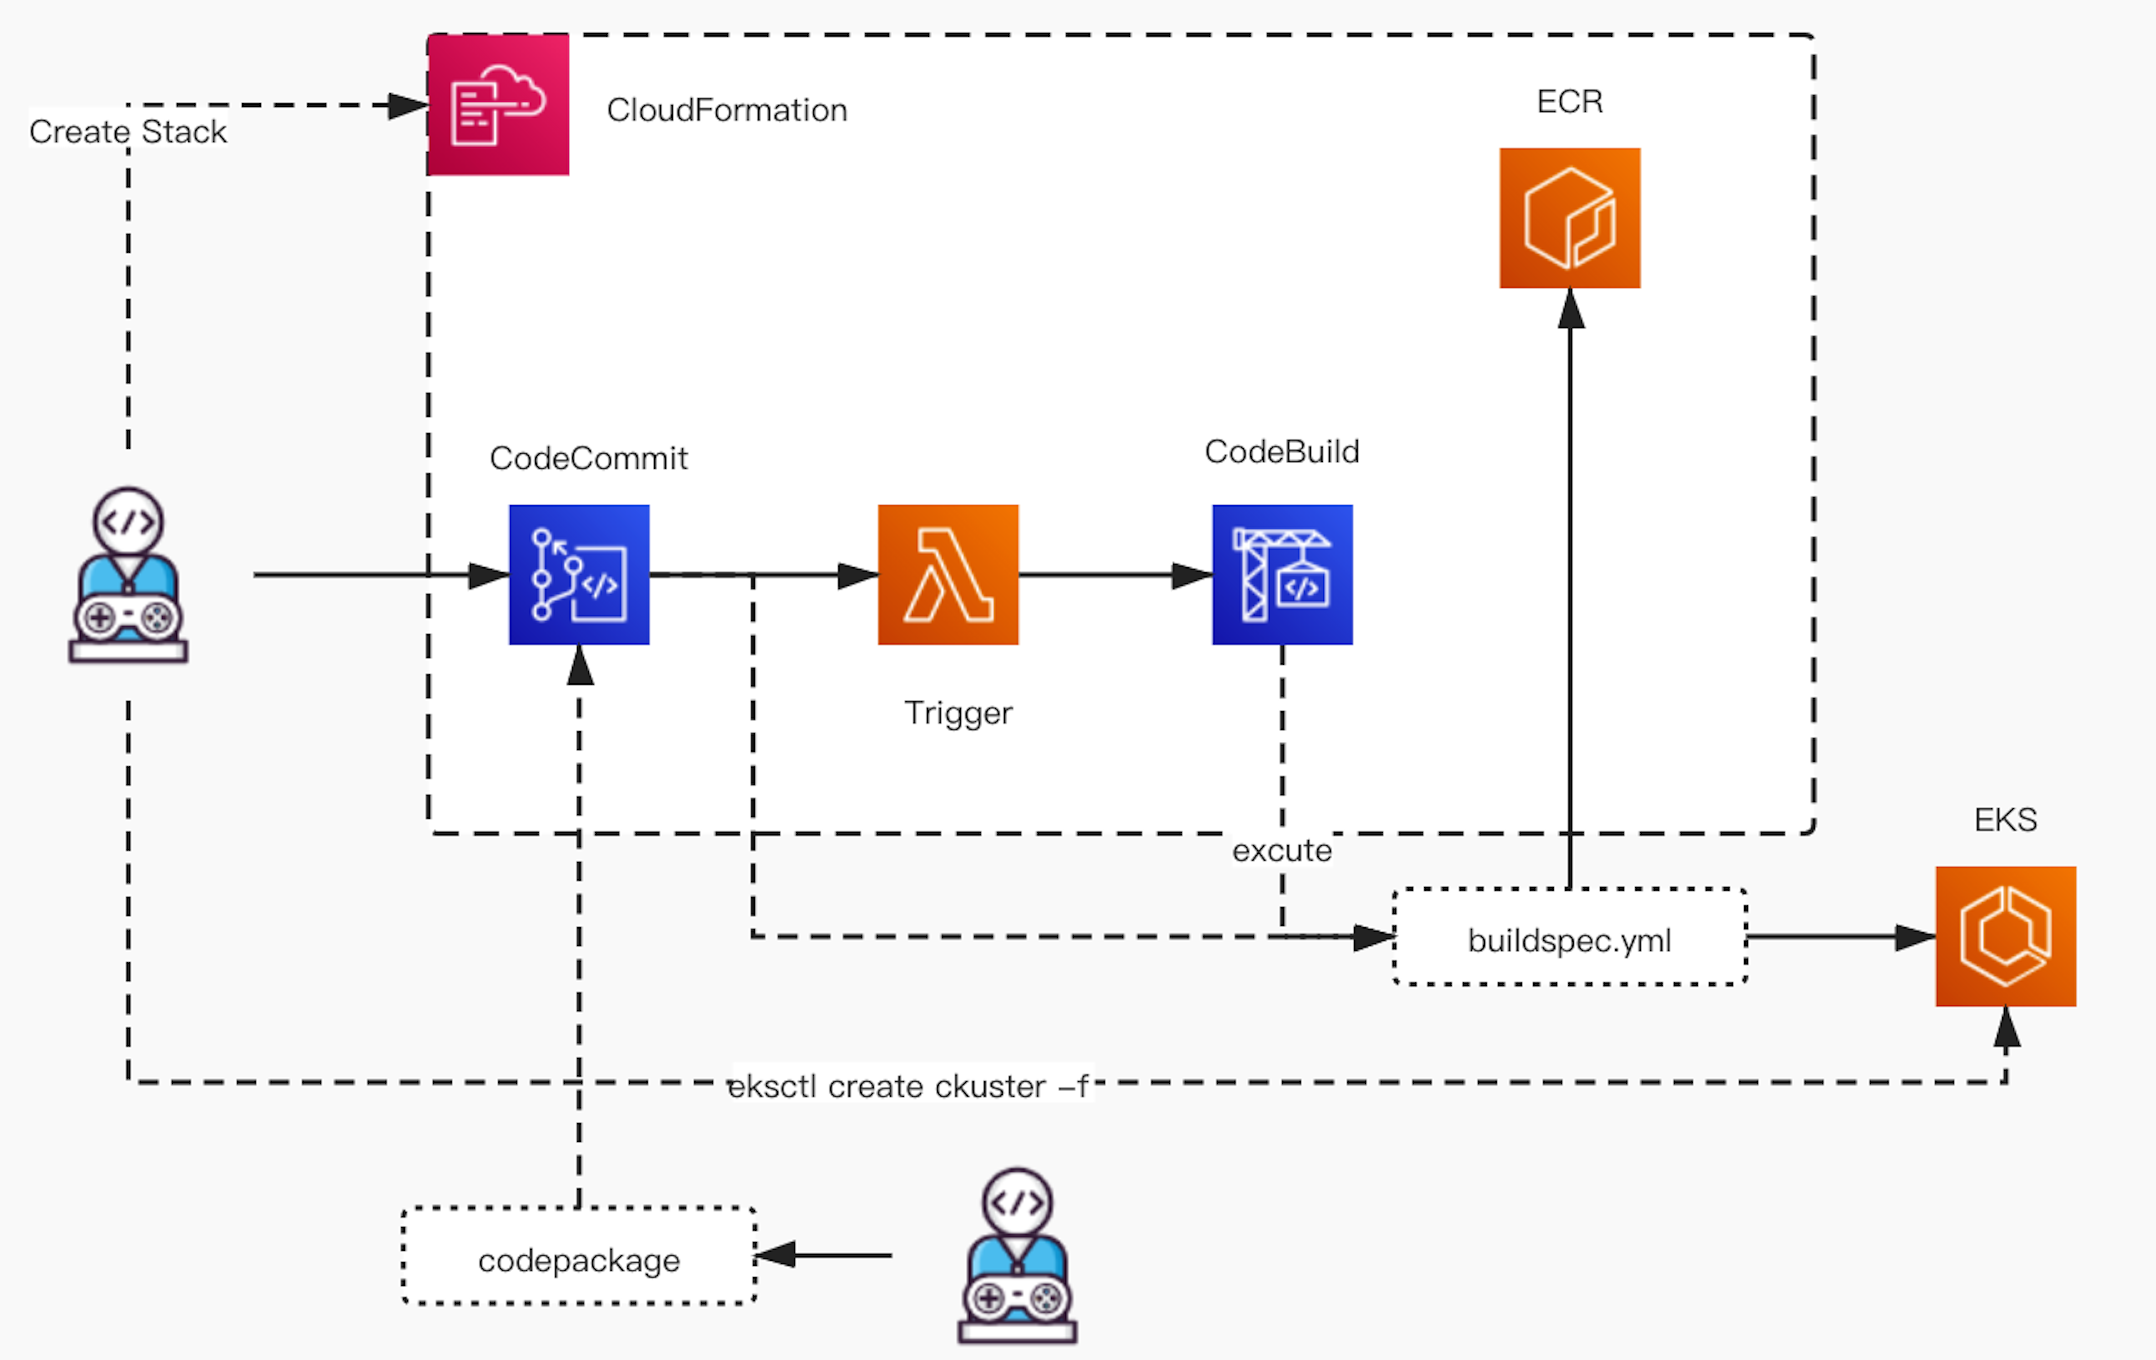 CloudFormation
ECR
Create Stack
CodeCommit
CodeBuild
</>
</>
</>
Trigger
EKS
excute
buildspec.yml
eksctl create ckuster –f
</>
codepackage